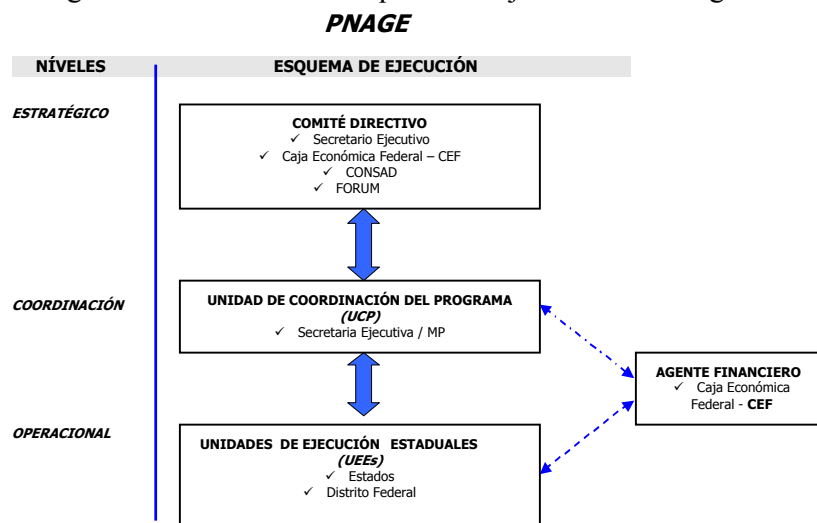 PNAGE
NÍVELES
ESQUEMA DE EJECUCIÓN
ESTRATÉGICO
COMITÉ DIRECTIVO
✓ Secretario Ejecutivo
✓ Caja Económica Federal – CEF
✓ CONSAD
✓ FORUM
COORDINACIÓN
UNIDAD DE COORDINACIÓN DEL PROGRAMA
(UCP)
✓ Secretaria Ejecutiva / MP
AGENTE FINANCIERO
✓ Caja Económica
Federal - CEF
OPERACIONAL
UNIDADES DE EJECUCIÓN ESTADUALES
(UEEs)
✓ Estados
✓ Distrito Federal